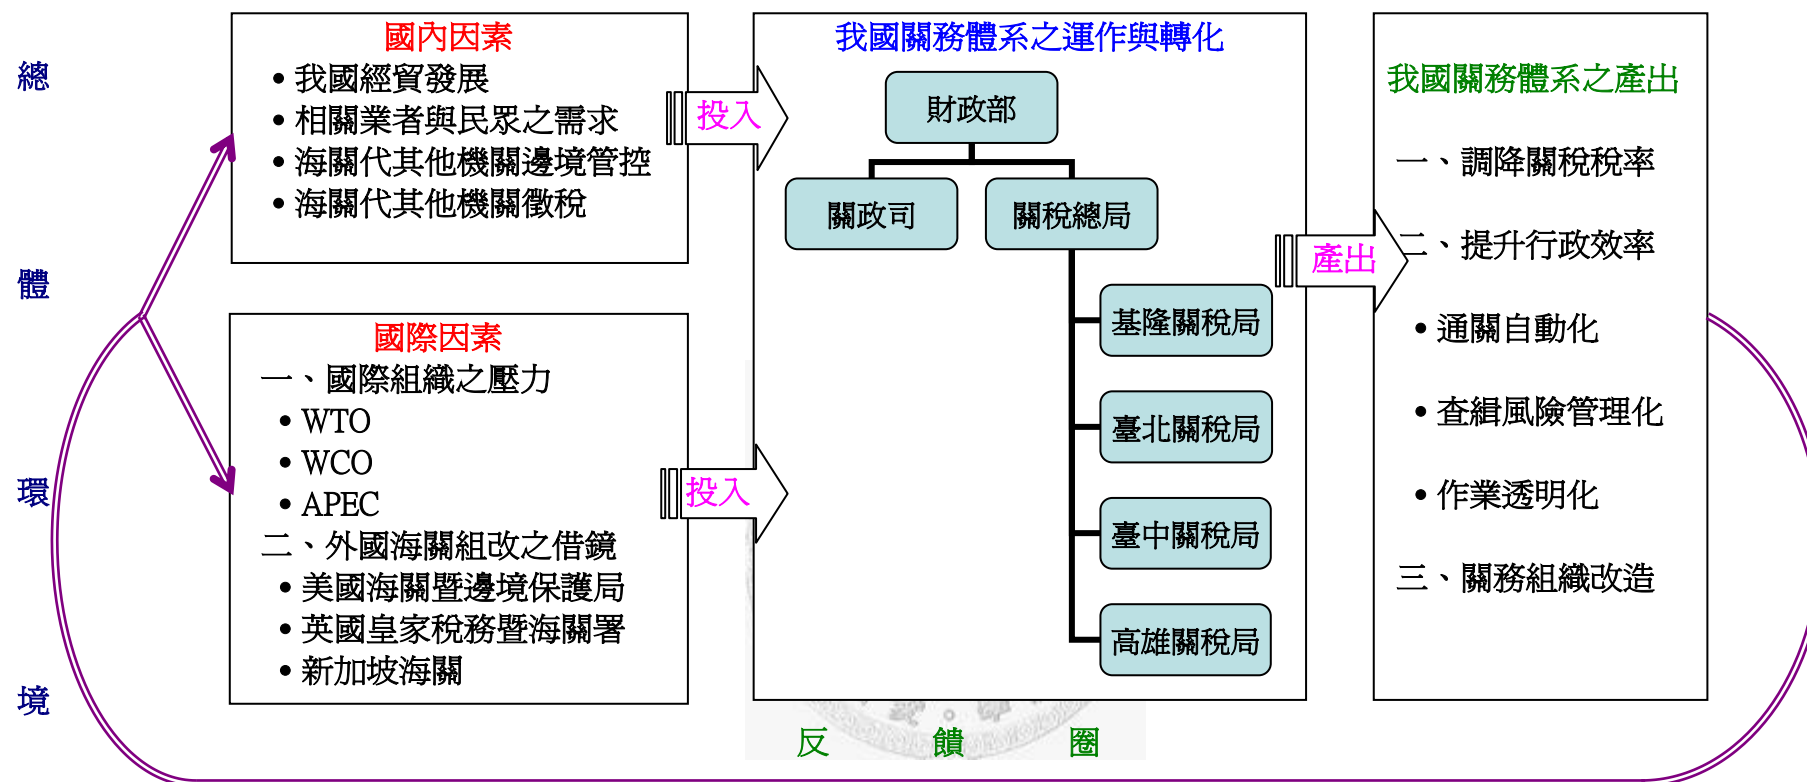 總
體
環
境
國內因素
•我國經貿發展
•相關業者與民眾之需求
•海關代其他機關邊境管控
•海關代其他機關徵稅
投入
國際因素
一、國際組織之壓力
•WTO
•WCO
•APEC
二、外國海關組改之借鏡
•美國海關暨邊境保護局
•英國皇家稅務暨海關署
•新加坡海關
投入
我國關務體系之運作與轉化
財政部
關政司
關稅總局
基隆關稅局
臺北關稅局
臺中關稅局
高雄關稅局
產出
我國關務體系之產出
一、調降關稅稅率
二、提升行政效率
•通關自動化
•查緝風險管理化
•作業透明化
三、關務組織改造
反 饋 圈